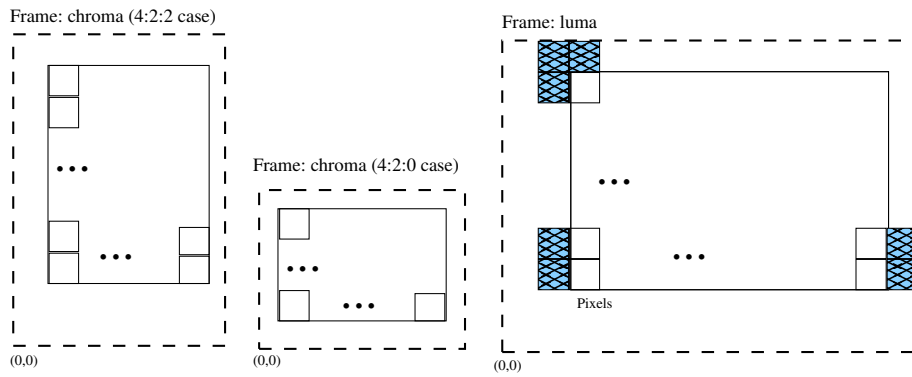 Frame: chroma (4:2:2 case)
Frame: luma
Frame: chroma (4:2:0 case)
Pixels
(0,0)
(0,0)
(0,0)